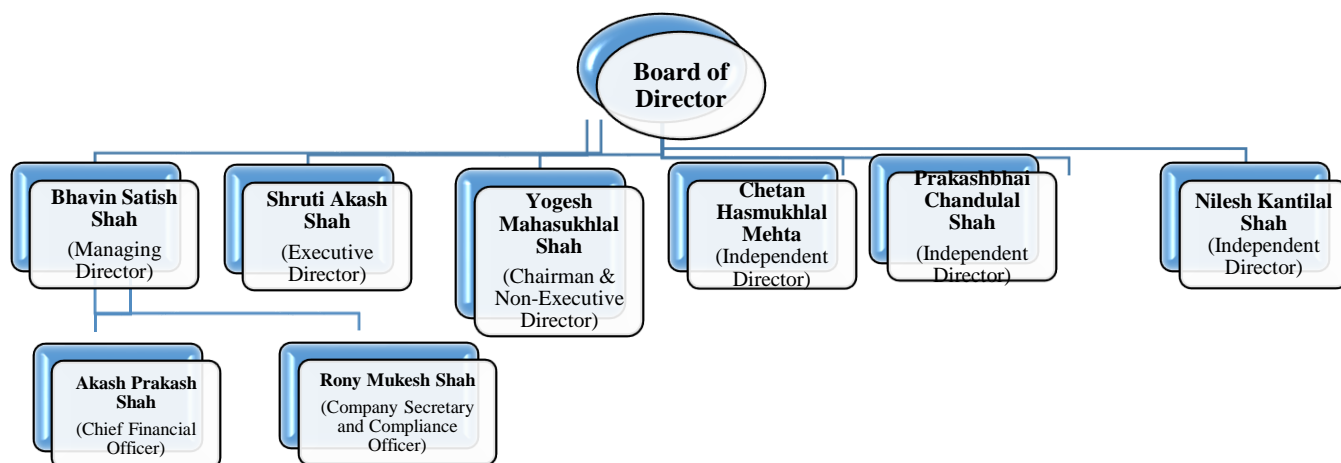 Board of
Director
Bhavin Satish
Shah
(Managing
Director)
Shruti Akash
Shah
(Executive
Director)
Yogesh
Mahasukhlal
Shah
(Chairman &
Non-Executive
Director)
Chetan
Hasmukhlal
Mehta
(Independent
Director)
Prakashbhai
Chandulal
Shah
(Independent
Director)
Nilesh Kantilal
Shah
(Independent
Director)
Akash Prakash
Shah
(Chief Financial
Officer)
Rony Mukesh Shah
(Company Secretary
and Compliance
Officer)